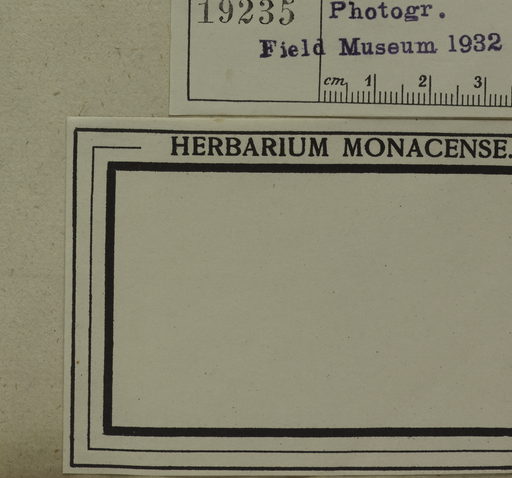 19235 Photogr.
Field Museum 1932
cm 1 2 3
HERBARIUM MONACENSE.